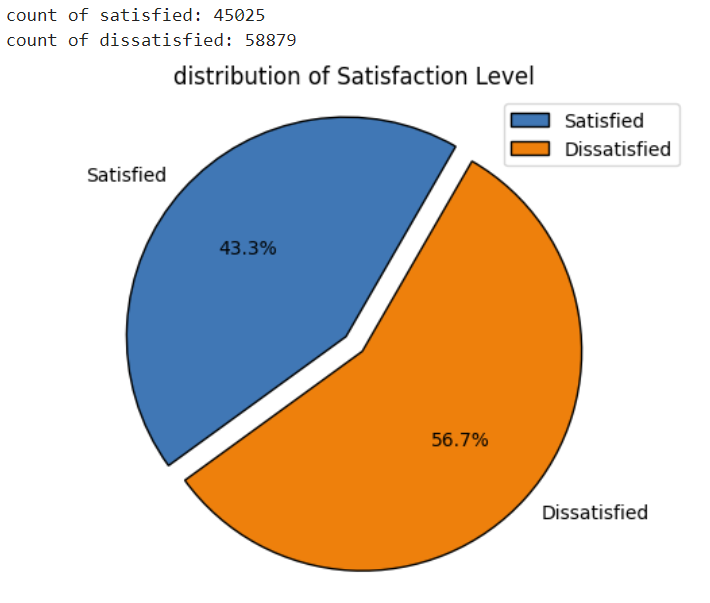 count of satisfied: 45025
count of dissatisfied: 58879
distribution of Satisfaction Level
Satisfied
Dissatisfied
Satisfied
43.3%
56.7%
Dissatisfied